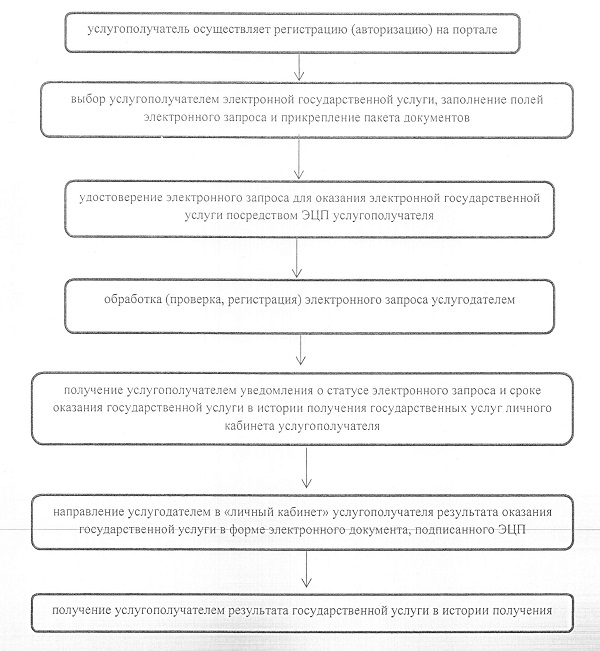 услугополучатель осуществляет регистрацию (авторизацию) на портале
выбор услугополучателем электронной государственной услуги, заполнение полей
электронного запроса и прикрепление пакета документов
удостоверение электронного запроса для оказания электронной государственной
услуги посредством ЭЦП услугополучателя
обработка (проверка, регистрация) электронного запроса услугодателем
получение услугополучателем уведомления о статусе электронного запроса и сроке
оказания государственной услуги в истории получения государственных услуг личного
кабинета услугополучателя
направление услугодателем в «личный кабинет» услугополучателя результата оказания
государственной услуги в форме электронного документа, подписанного ЭЦП
получение услугополучателем результата государственной услуги в истории получения